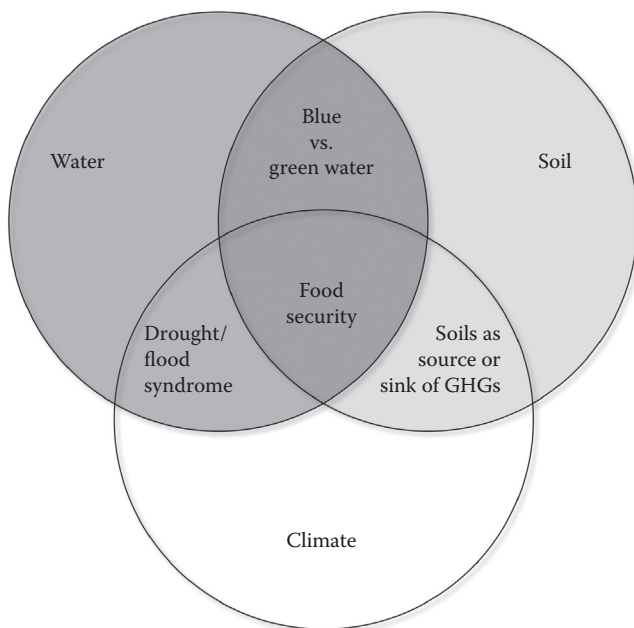 Blue
vs.
green water
Water
Soil
Food
security
Drought/
flood
syndrome
Soils as
source or
sink of GHGs
Climate